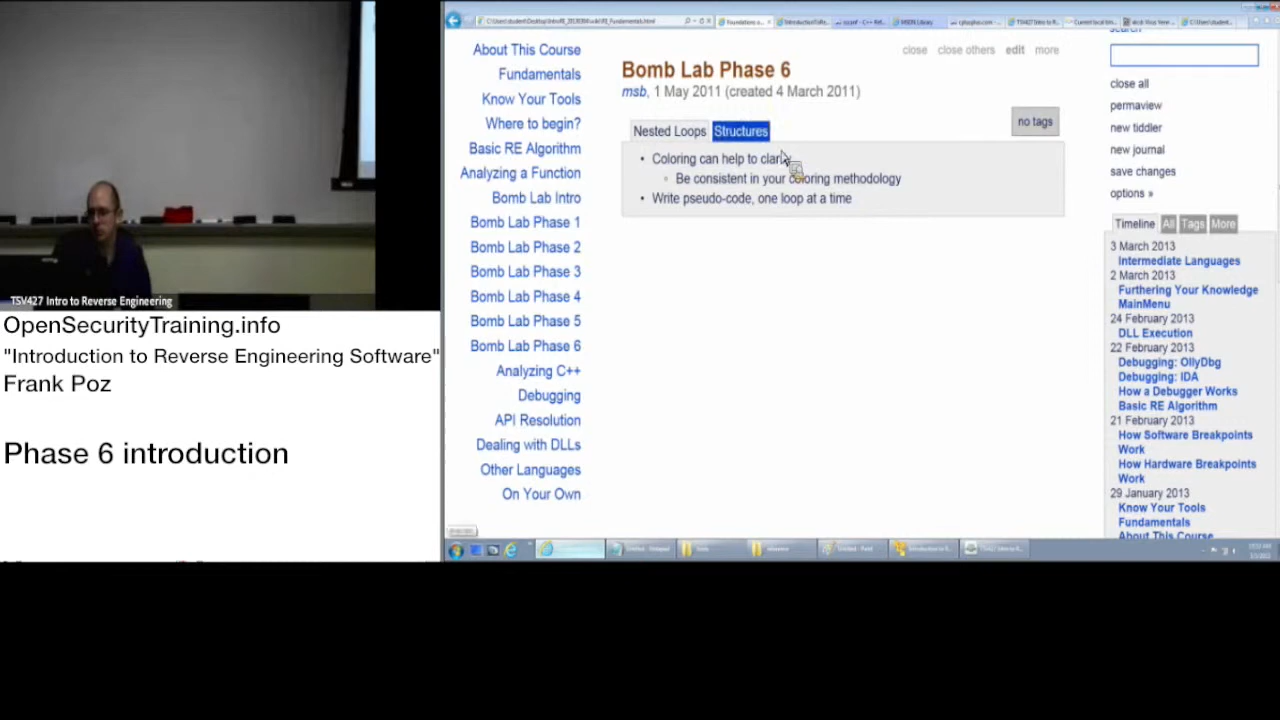 TSV427 Intro to Reverse Engineering
OpenSecurityTraining.info
"Introduction to Reverse Engineering Software"
Frank Poz
Phase 6 introduction
About This Course
Fundamentals
Know Your Tools
Where to begin?
Basic RE Algorithm
Analyzing a Function
Bomb Lab Intro
Bomb Lab Phase 1
Bomb Lab Phase 2
Bomb Lab Phase 3
Bomb Lab Phase 4
Bomb Lab Phase 5
Bomb Lab Phase 6
Analyzing C++
Debugging
API Resolution
Dealing with DLLs
Other Languages
On Your Own
close close others edit more
Bomb Lab Phase 6
msb, 1 May 2011 (created 4 March 2011)
no tags
Nested Loops Structures
• Coloring can help to
Be consistent in your coloring methodology
• Write pseudo-code, one loop at a time
search
close all
permaview
new tiddler
new journal
save changes
options »
Timeline All Tags More
3 March 2013
Intermediate Languages
2 March 2013
Furthering Your Knowledge
MainMenu
24 February 2013
DLL Execution
22 February 2013
Debugging: OllyDbg
Debugging: IDA
How a Debugger Works
Basic RE Algorithm
21 February 2013
How Software Breakpoints
Work
How Hardware Breakpoints
Work
29 January 2013
Know Your Tools
Fundamentals
About This Course